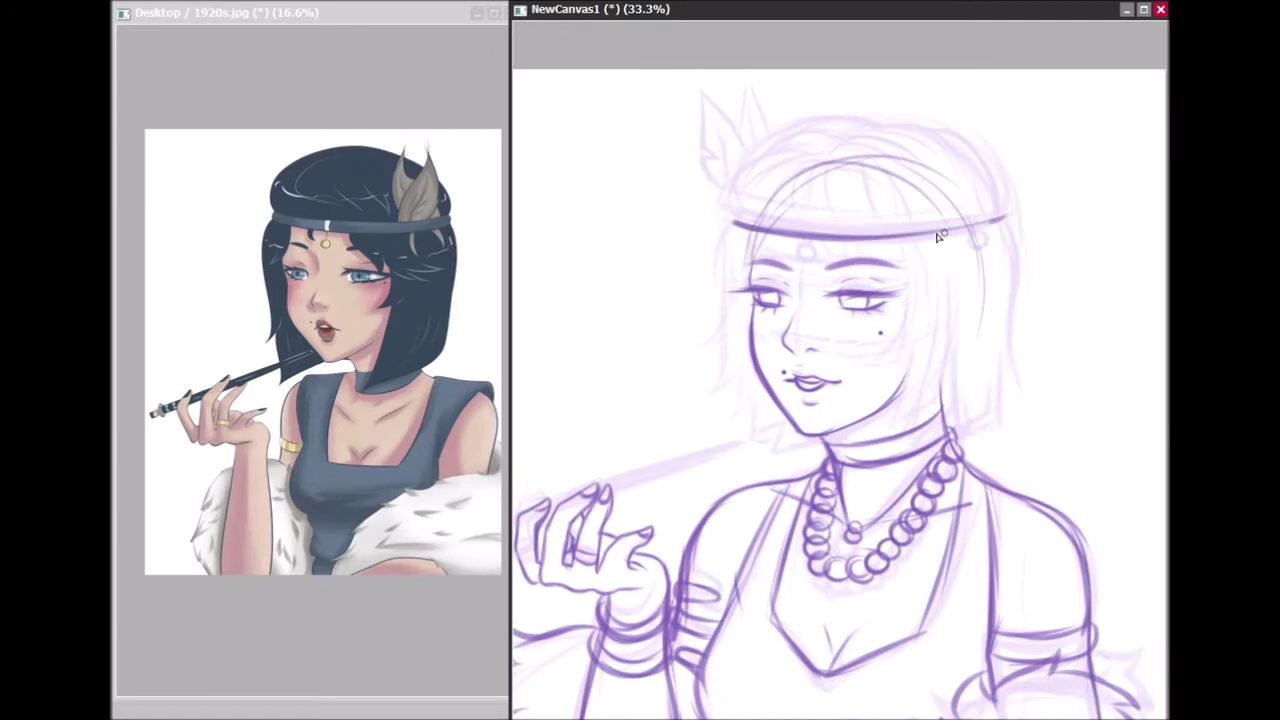 Desktop / 1920s.jpg (*) (16.6%)
NewCanvas1 (*) (33.3%)